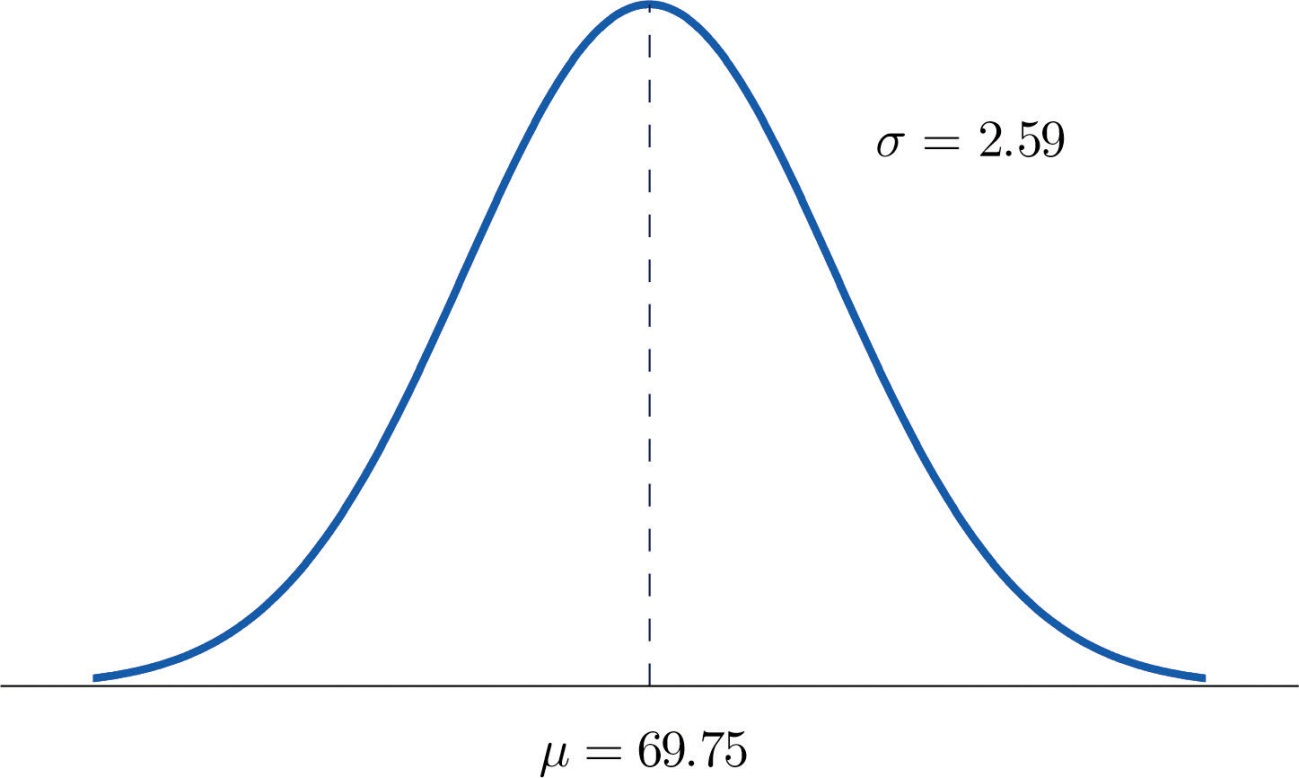 σ = 2.59
μ = 69.75